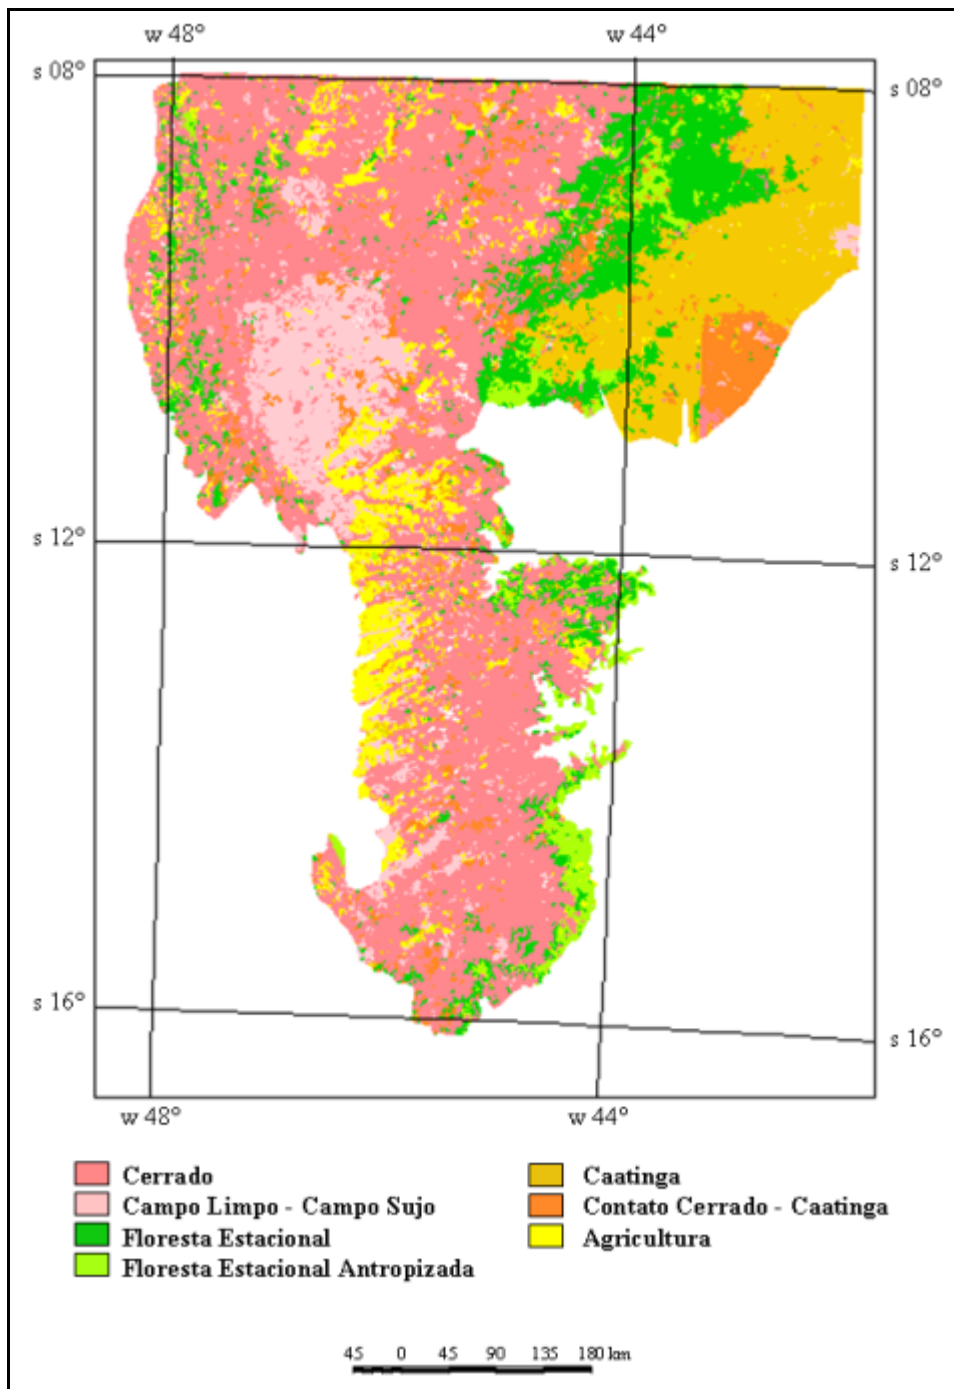 w 48° w 44°
s 08° s 08°
s 12° s 12°
s 16° s 16°
w 48° w 44°
Cerrado
Campo Limpo - Campo Sujo
Floresta Estacional
Floresta Estacional Antropizada
Caatinga
Contato Cerrado - Caatinga
Agricultura
45 0 45 90 135 180 km